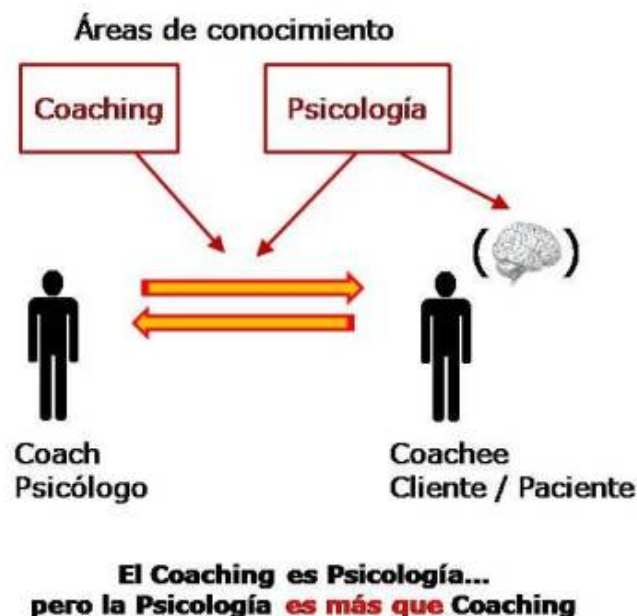 Áreas de conocimiento
Coaching
Psicología
( )
Coach
Psicólogo
Coachee
Cliente / Paciente
El Coaching es Psicología...
pero la Psicología es más que Coaching